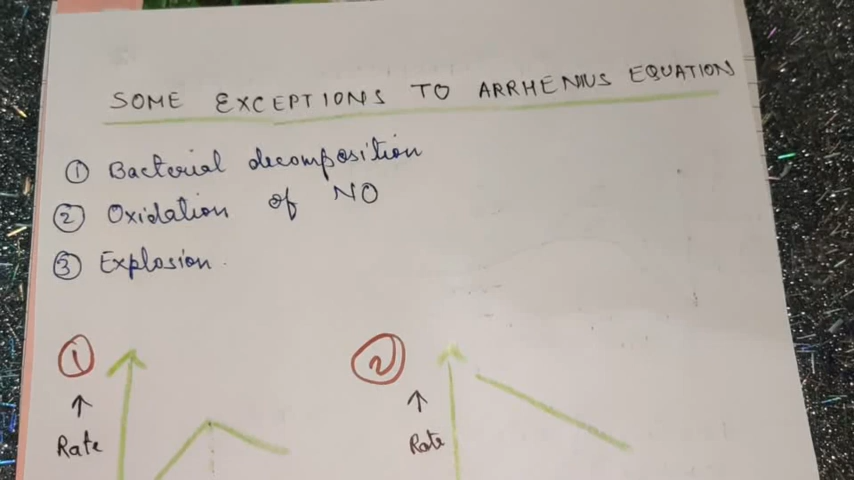 SOME EXCEPTIONS TO ARRHENIUS EQUATION
① Bacterial decomposition
② Oxidation of NO
③ Explosion.
① ②
↑ ↑
Rate Rate